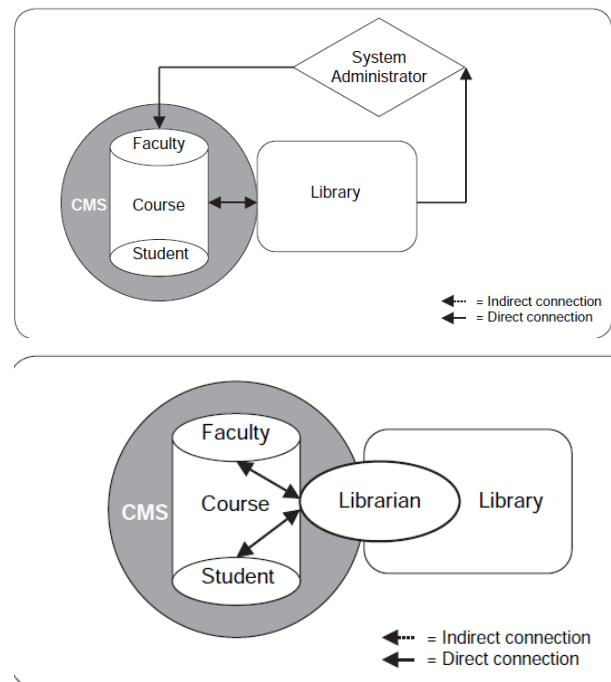 System
Administrator
Faculty
CMS
Course
Library
Student
= Indirect connection
= Direct connection
Faculty
CMS
Course
Librarian
Library
Student
= Indirect connection
= Direct connection